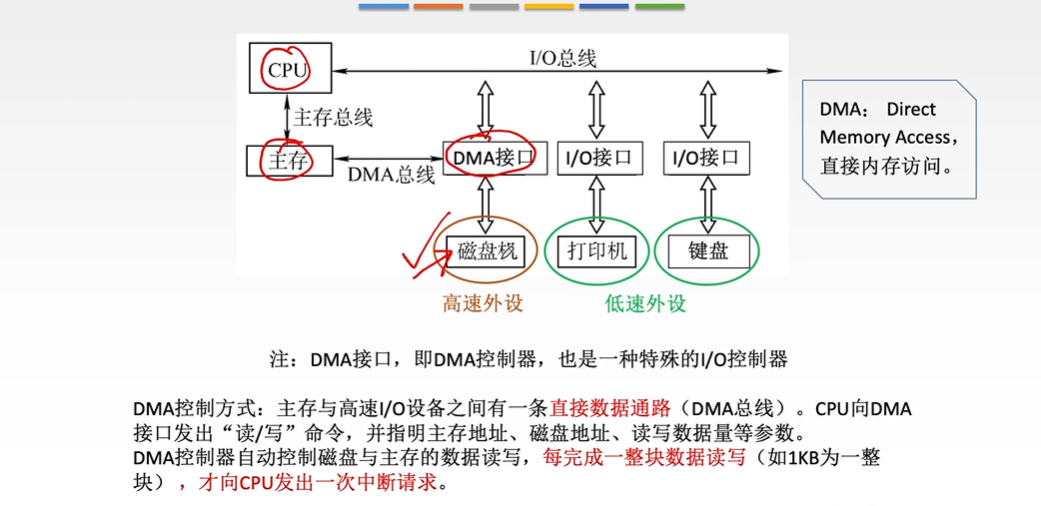 CPU
I/O总线
主存总线
主存
DMA总线
DMA接口
I/O接口
I/O接口
DMA： Direct
Memory Access，
直接内存访问。
磁盘机
打印机
键盘
高速外设
低速外设
注：DMA接口，即DMA控制器，也是一种特殊的I/O控制器
DMA控制方式：主存与高速I/O设备之间有一条直接数据通路（DMA总线）。CPU向DMA
接口发出“读/写”命令，并指明主存地址、磁盘地址、读写数据量等参数。
DMA控制器自动控制磁盘与主存的数据读写，每完成一整块数据读写（如1KB为一整
块），才向CPU发出一次中断请求。